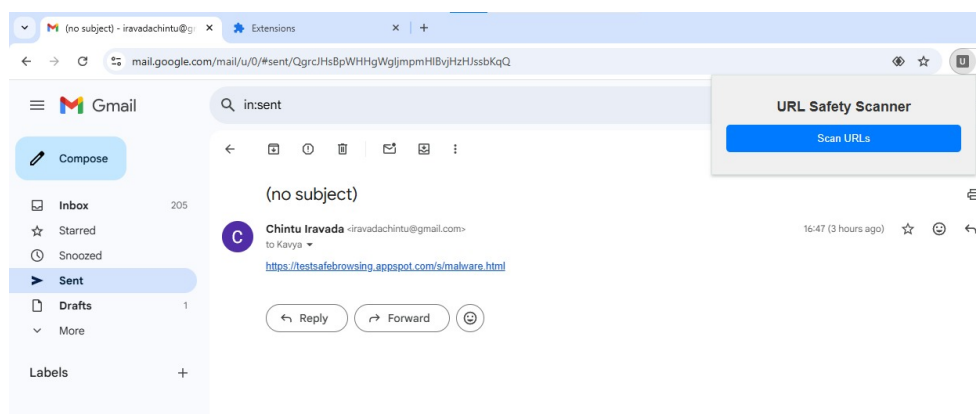 (no subject) - iravadachintu@g
Extensions
mail.google.com/mail/u/0/#sent/QgrcJHsBpWHHgWgljmpmHlBvjHzHJssbKqQ
U
Gmail
in:sent
URL Safety Scanner
Scan URLs
Compose
(no subject)
Inbox 205
Starred
Snoozed
Sent
Drafts 1
More
Labels
C
Chintu Iravada <iravadachintu@gmail.com>
16:47 (3 hours ago)
to Kavya
https://testsafebrowsing.appspot.com/s/malware.html
Reply
Forward